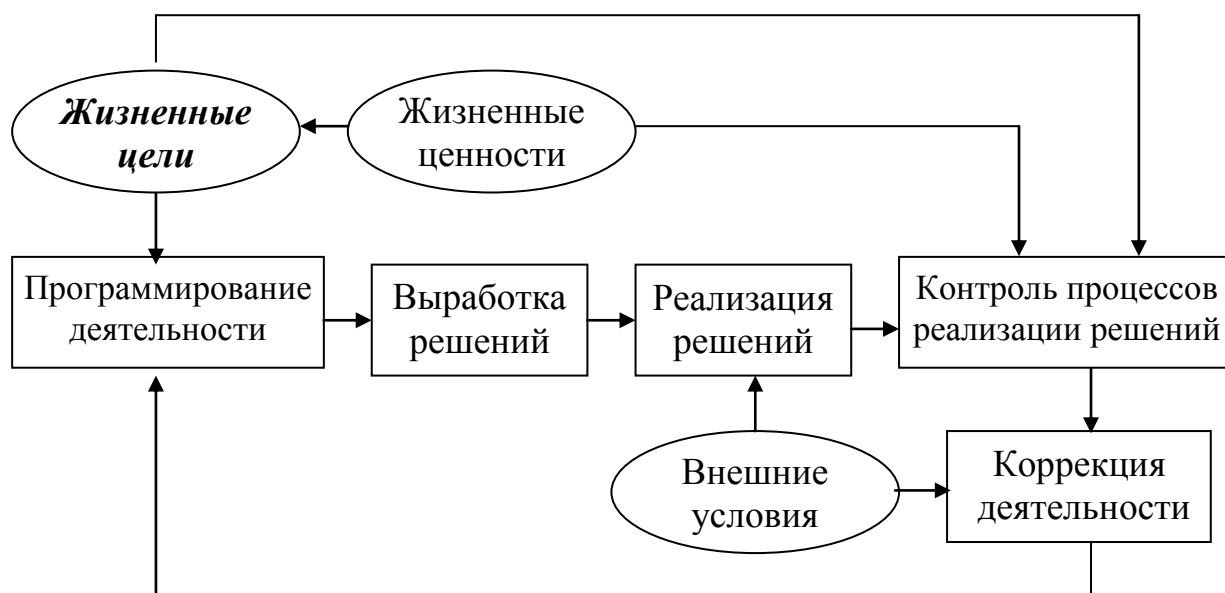 Жизненные
цели
Жизненные
ценности
Программирование
деятельности
Выработка
решений
Реализация
решений
Контроль процессов
реализации решений
Внешние
условия
Коррекция
деятельности